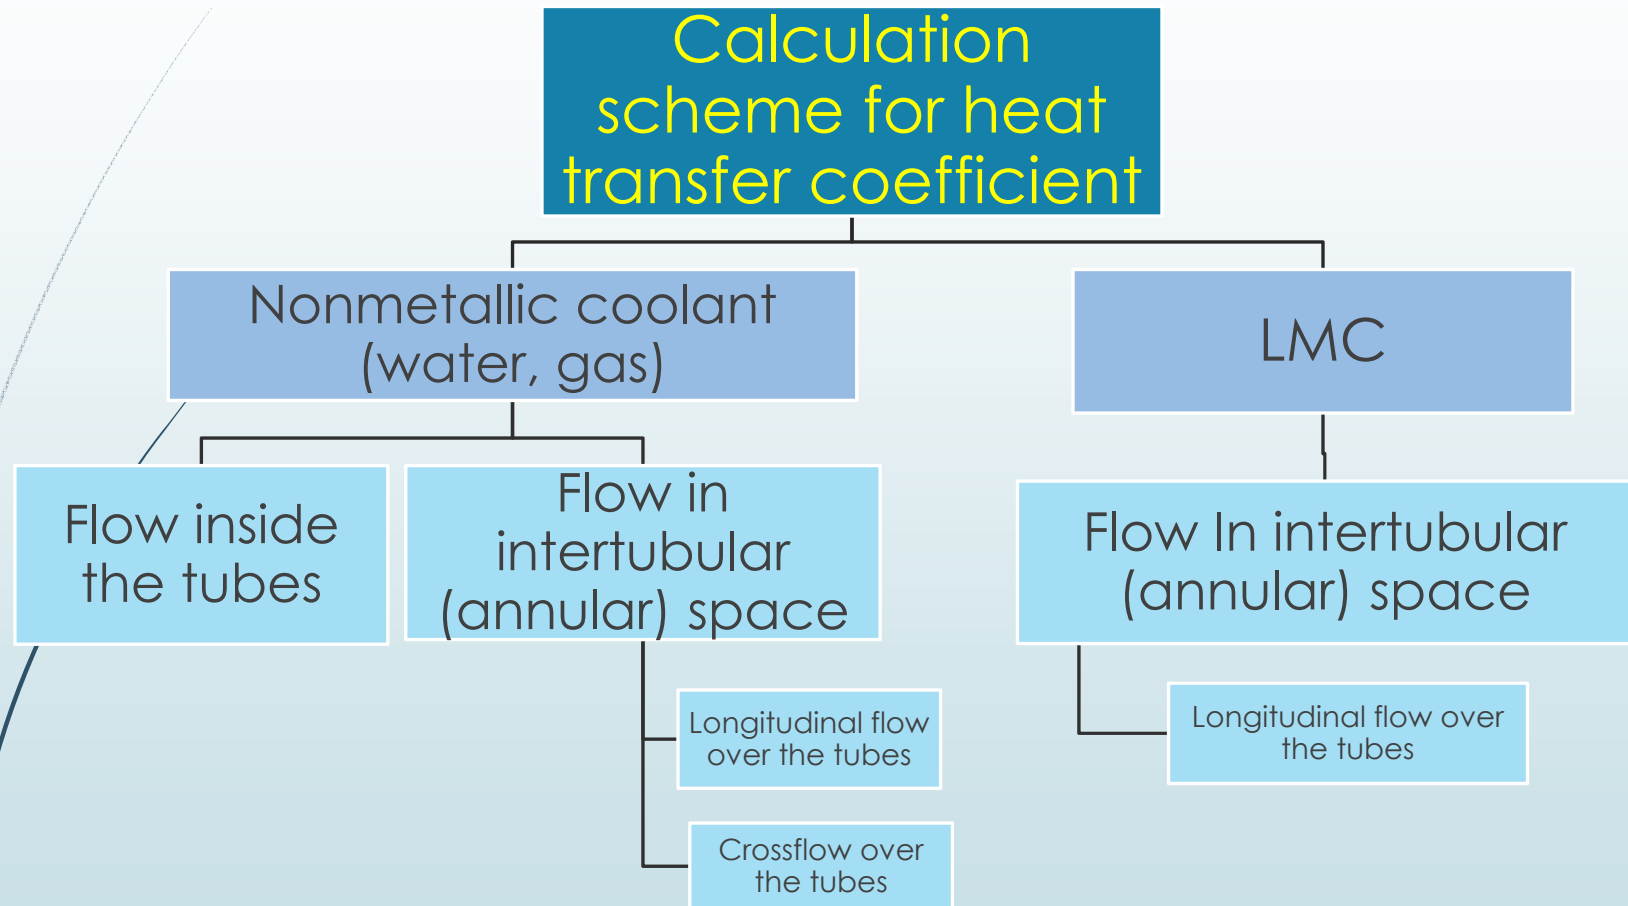 Calculation
scheme for heat
transfer coefficient
Nonmetallic coolant
(water, gas)
LMC
Flow inside
the tubes
Flow in
intertubular
(annular) space
Flow In intertubular
(annular) space
Longitudinal flow
over the tubes
Longitudinal flow over
the tubes
Crossflow over
the tubes